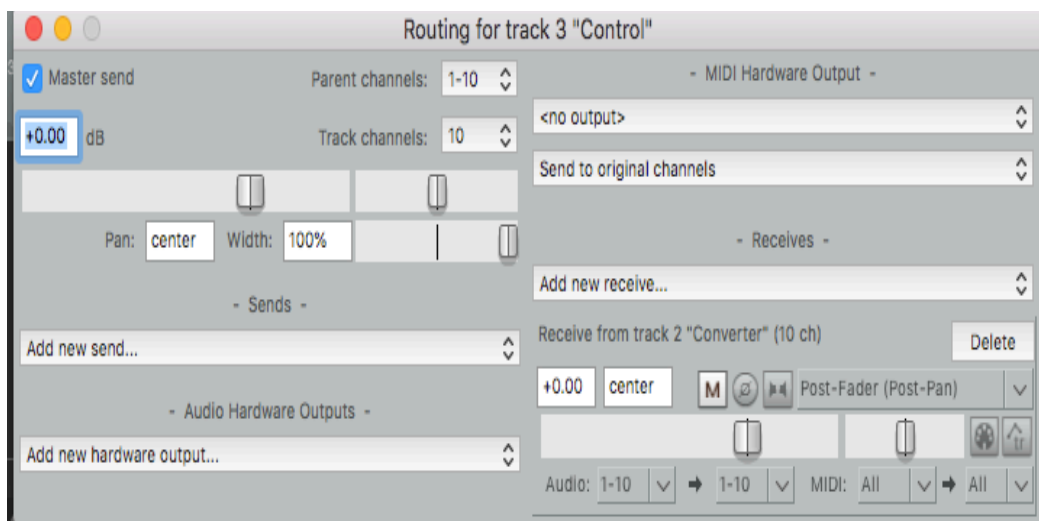 Routing for track 3 "Control"
Master send
Parent channels: 1-10
+0.00 dB
Track channels: 10
Pan: center Width: 100%
- Sends -
Add new send...
- Audio Hardware Outputs -
Add new hardware output...
- MIDI Hardware Output -
<no output>
Send to original channels
- Receives -
Add new receive...
Receive from track 2 "Converter" (10 ch)
Delete
+0.00 center M Post-Fader (Post-Pan)
tr
Audio: 1-10 → 1-10 MIDI: All → All